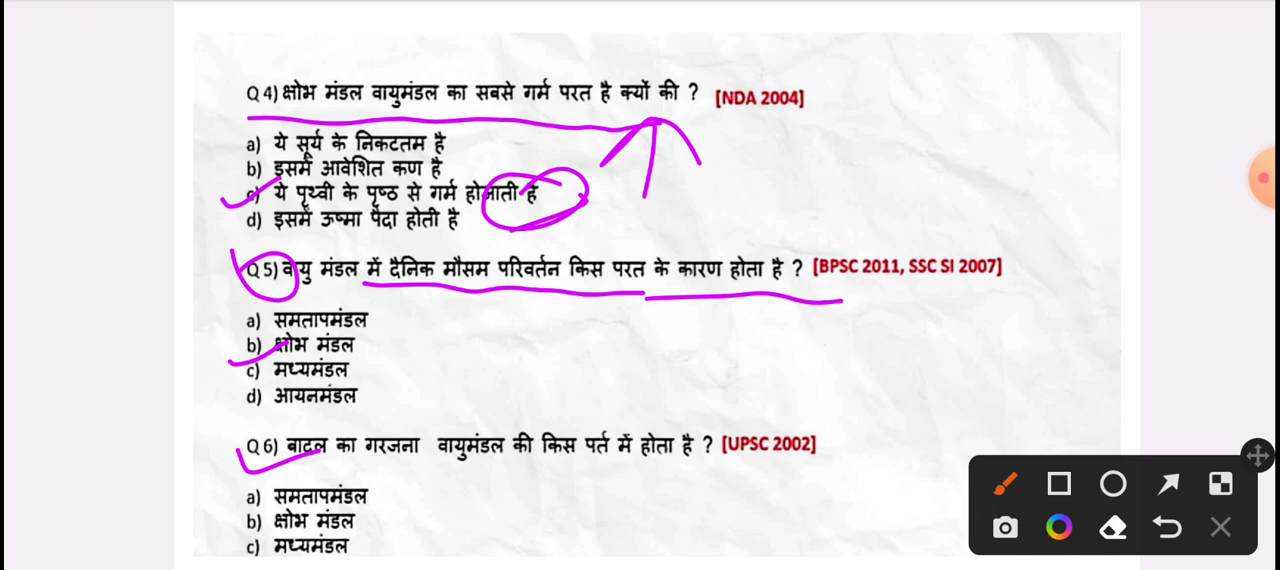 Q 4) क्षोभ मंडल वायुमंडल का सबसे गर्म परत है क्यों की ? [NDA 2004]
a) ये सूर्य के निकटतम है
b) इसमें आवेशित कण है
c) ये पृथ्वी के पृष्ठ से गर्म होजाती है
d) इसमें ऊष्मा पैदा होती है
Q 5) वायु मंडल में दैनिक मौसम परिवर्तन किस परत के कारण होता है ? [BPSC 2011, SSC SI 2007]
a) समतापमंडल
b) क्षोभ मंडल
c) मध्यमंडल
d) आयनमंडल
Q 6) बादल का गरजना वायुमंडल की किस पर्त में होता है ? [UPSC 2002]
a) समतापमंडल
b) क्षोभ मंडल
c) मध्यमंडल